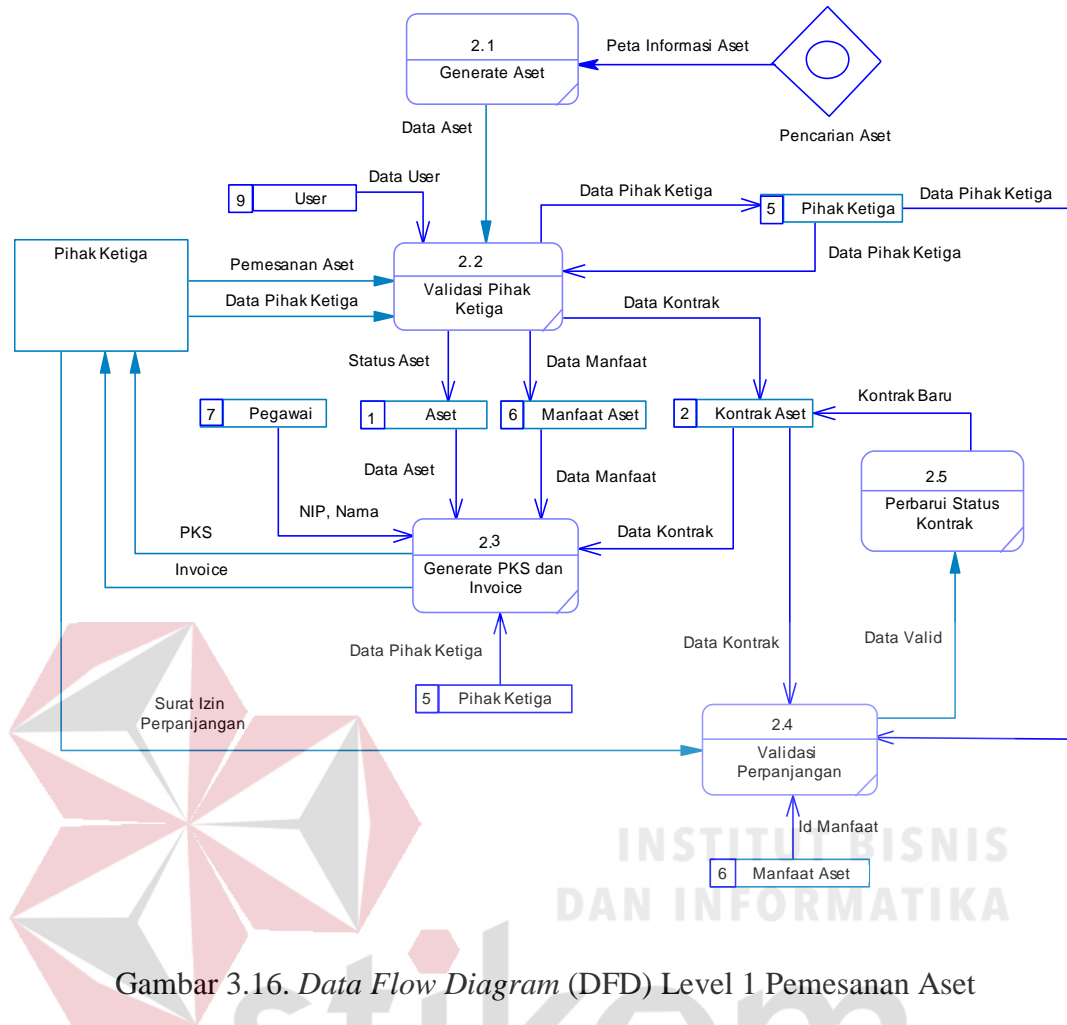 2.1
Generate Aset
Peta Informasi Aset
Pencarian Aset
Data Aset
Data User
9 User
Data Pihak Ketiga
5 Pihak Ketiga
Data Pihak Ketiga
Data Pihak Ketiga
Pihak Ketiga
Pemesanan Aset
Data Pihak Ketiga
2.2
Validasi Pihak
Ketiga
Data Kontrak
Status Aset
Data Manfaat
Kontrak Baru
7 Pegawai
1 Aset
6 Manfaat Aset
2 Kontrak Aset
Data Aset
Data Manfaat
2.5
Perbarui Status
Kontrak
NIP, Nama
PKS
Invoice
2.3
Generate PKS dan
Invoice
Data Kontrak
Data Pihak Ketiga
Data Kontrak
Data Valid
5 Pihak Ketiga
Surat Izin
Perpanjangan
2.4
Validasi
Perpanjangan
Id Manfaat
6 Manfaat Aset
INSTITUT BISNIS
DAN INFORMATIKA
Gambar 3.16. Data Flow Diagram (DFD) Level 1 Pemesanan Aset
stikom